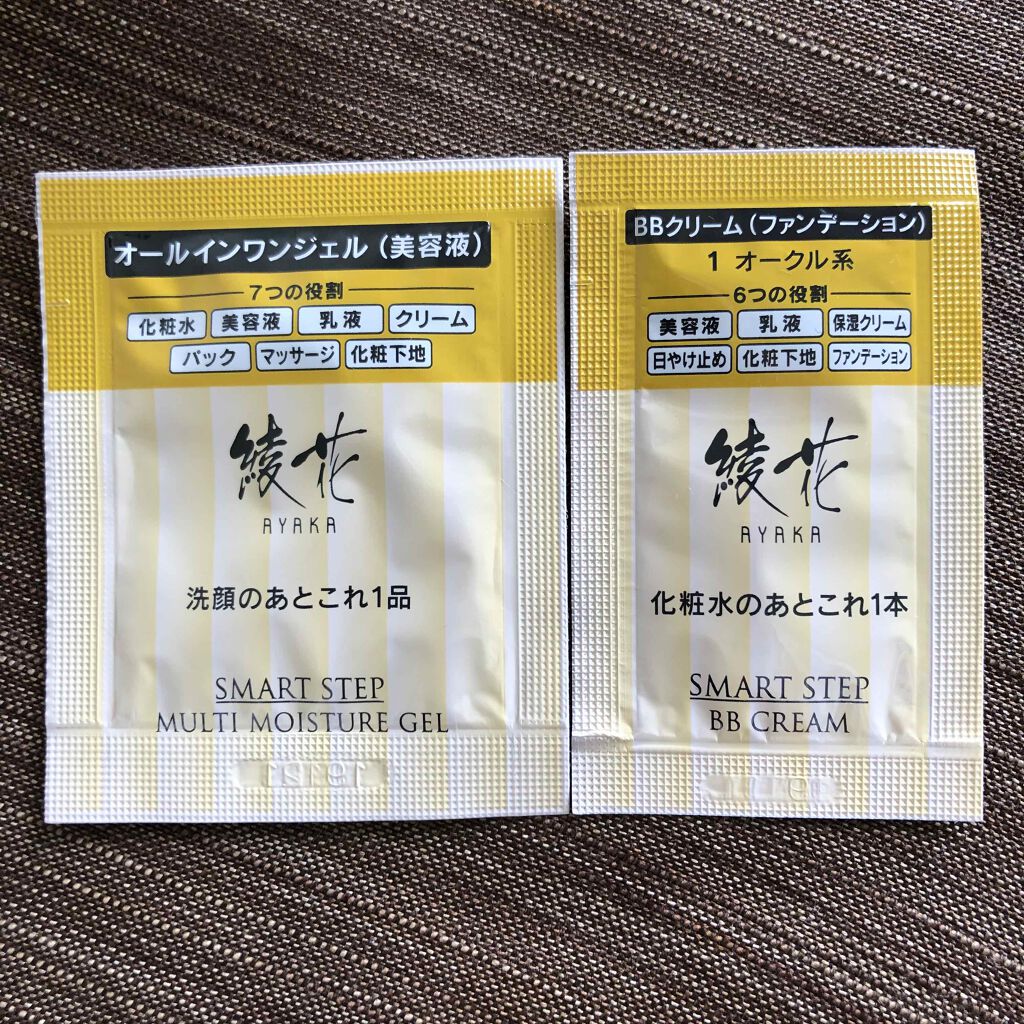 オールインワンジェル（美容液）
7つの役割
化粧水 美容液 乳液 クリーム
パック マッサージ 化粧下地
綾花
AYAKA
洗顔のあとこれ1品
SMART STEP
MULTI MOISTURE GEL
BBクリーム（ファンデーション）
1 オークル系
6つの役割
美容液 乳液 保湿クリーム
日やけ止め 化粧下地 ファンデーション
綾花
AYAKA
化粧水のあとこれ1本
SMART STEP
BB CREAM